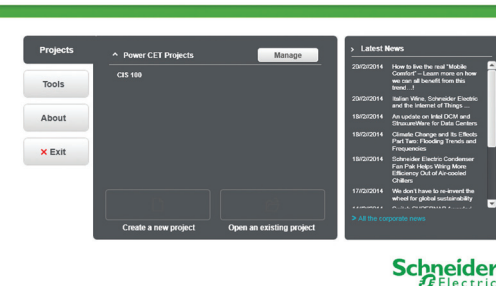 Projects
Tools
About
× Exit
^ Power CET Projects
Manage
CIS 100
Create a new project
Open an existing project
> Latest News
20/2/2014 How to live the real "Mobile
Comfort" – Learn more on how
we can all benefit from this
trend…!
20/2/2014 Italian Wine, Schneider Electric
and the Internet of Things …
18/2/2014 An update on Intel DCM and
StruxureWare for Data Centers
18/2/2014 Climate Change and Its Effects
Part Two: Flooding Trends and
Frequencies
18/2/2014 Schneider Electric Condenser
Fan Pak Helps Wring More
Efficiency Out of Air-cooled
Chillers
17/2/2014 We don't have to re-invent the
wheel for global sustainability
> All the corporate news
Schneider
Electric